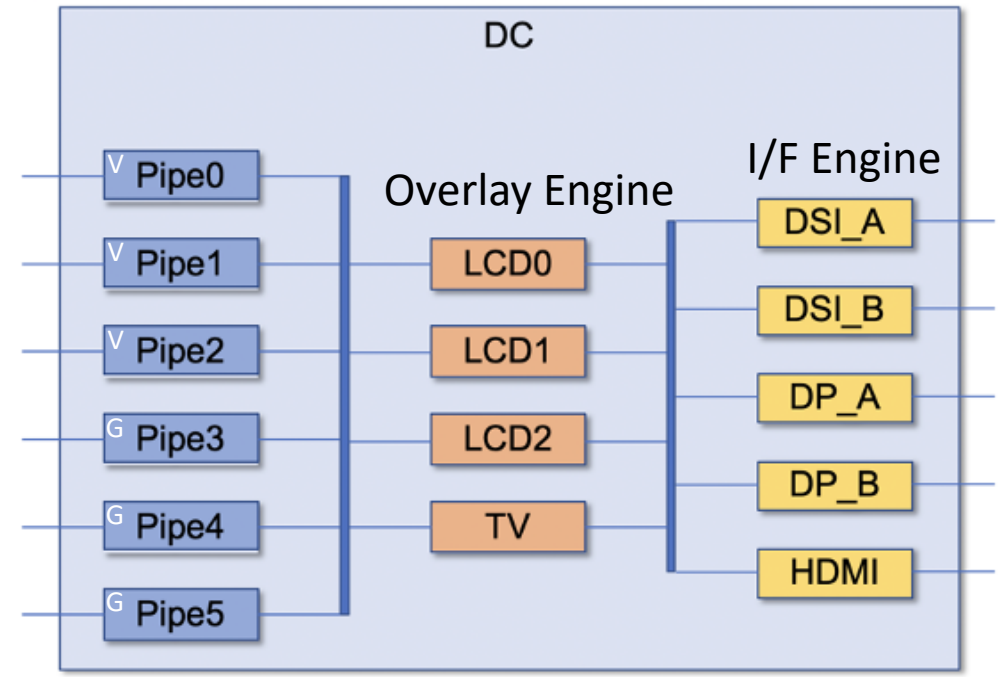 DC
V Pipe0
V Pipe1
V Pipe2
G Pipe3
G Pipe4
G Pipe5
Overlay Engine
LCD0
LCD1
LCD2
TV
I/F Engine
DSI_A
DSI_B
DP_A
DP_B
HDMI